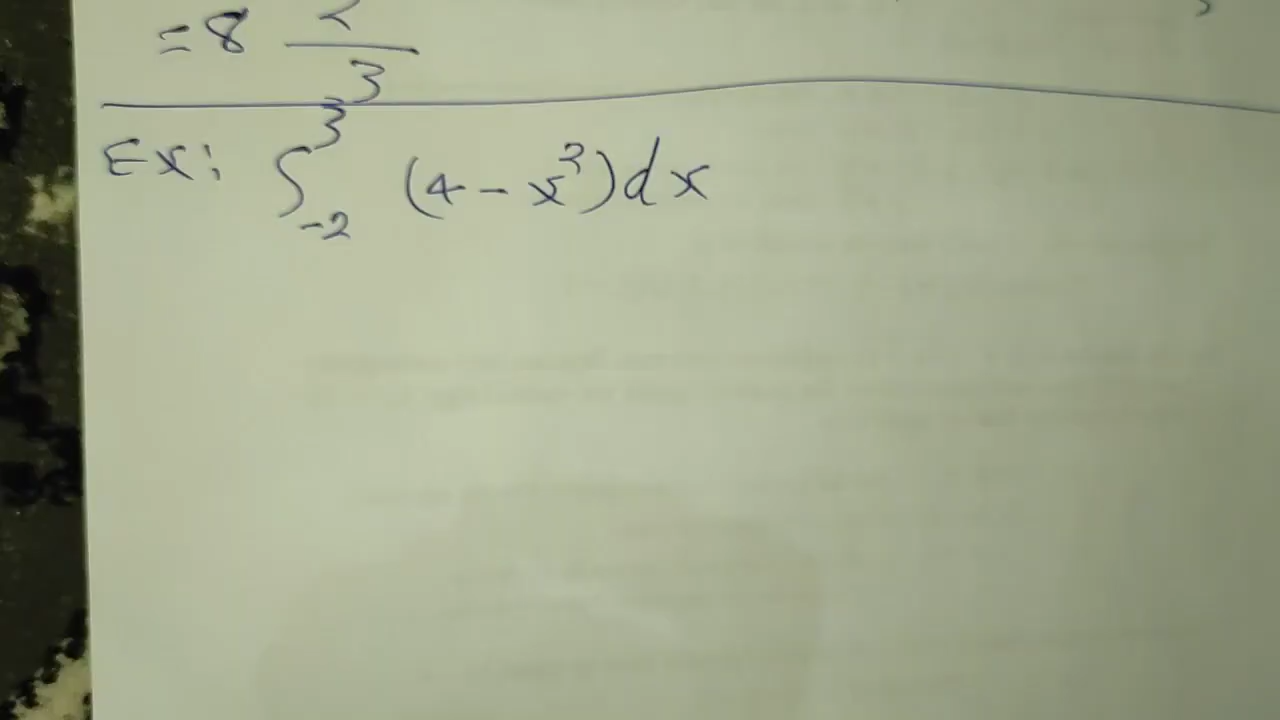 = 8 2/3
Ex: ∫₋₂³ (4 - x³) dx